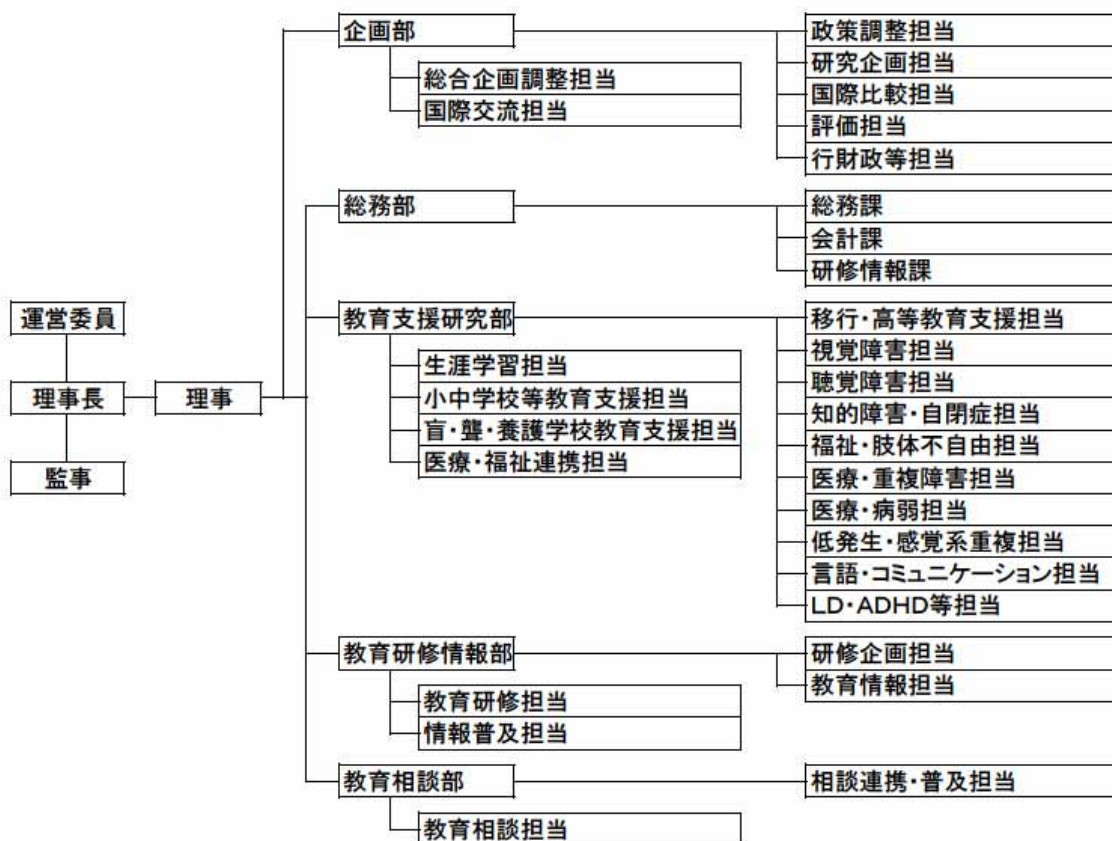 企画部
政策調整担当
研究企画担当
総合企画調整担当
国際比較担当
国際交流担当
評価担当
行財政等担当
総務部
総務課
会計課
研修情報課
運営委員
理事長
理事
監事
教育支援研究部
移行・高等教育支援担当
視覚障害担当
生涯学習担当
聴覚障害担当
小中学校等教育支援担当
知的障害・自閉症担当
盲・聾・養護学校教育支援担当
福祉・肢体不自由担当
医療・福祉連携担当
医療・重複障害担当
医療・病弱担当
低発生・感覚系重複担当
言語・コミュニケーション担当
LD・ADHD等担当
教育研修情報部
研修企画担当
教育情報担当
教育研修担当
情報普及担当
教育相談部
相談連携・普及担当
教育相談担当